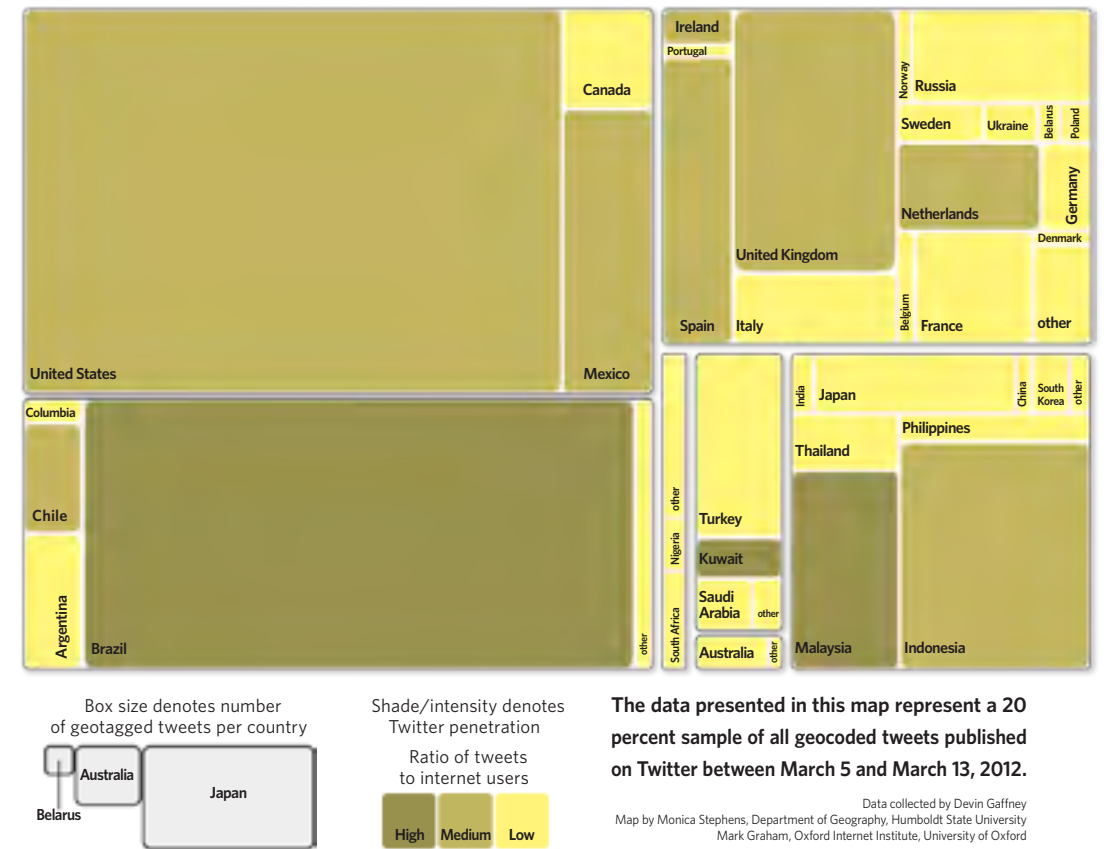 Canada
United States
Mexico
Ireland
Portugal
Spain
United Kingdom
Italy
Norway
Russia
Sweden
Ukraine
Belarus
Poland
Netherlands
Germany
Denmark
Belgium
France
other
Columbia
Chile
Argentina
Brazil
other
other
Nigeria
South Africa
Turkey
Kuwait
Saudi
Arabia
other
Australia
other
India
Japan
China
South
Korea
other
Philippines
Thailand
Malaysia
Indonesia
Box size denotes number
of geotagged tweets per country
Australia
Japan
Belarus
Shade/intensity denotes
Twitter penetration
Ratio of tweets
to internet users
High
Medium
Low
The data presented in this map represent a 20
percent sample of all geocoded tweets published
on Twitter between March 5 and March 13, 2012.
Data collected by Devin Gaffney
Map by Monica Stephens, Department of Geography, Humboldt State University
Mark Graham, Oxford Internet Institute, University of Oxford